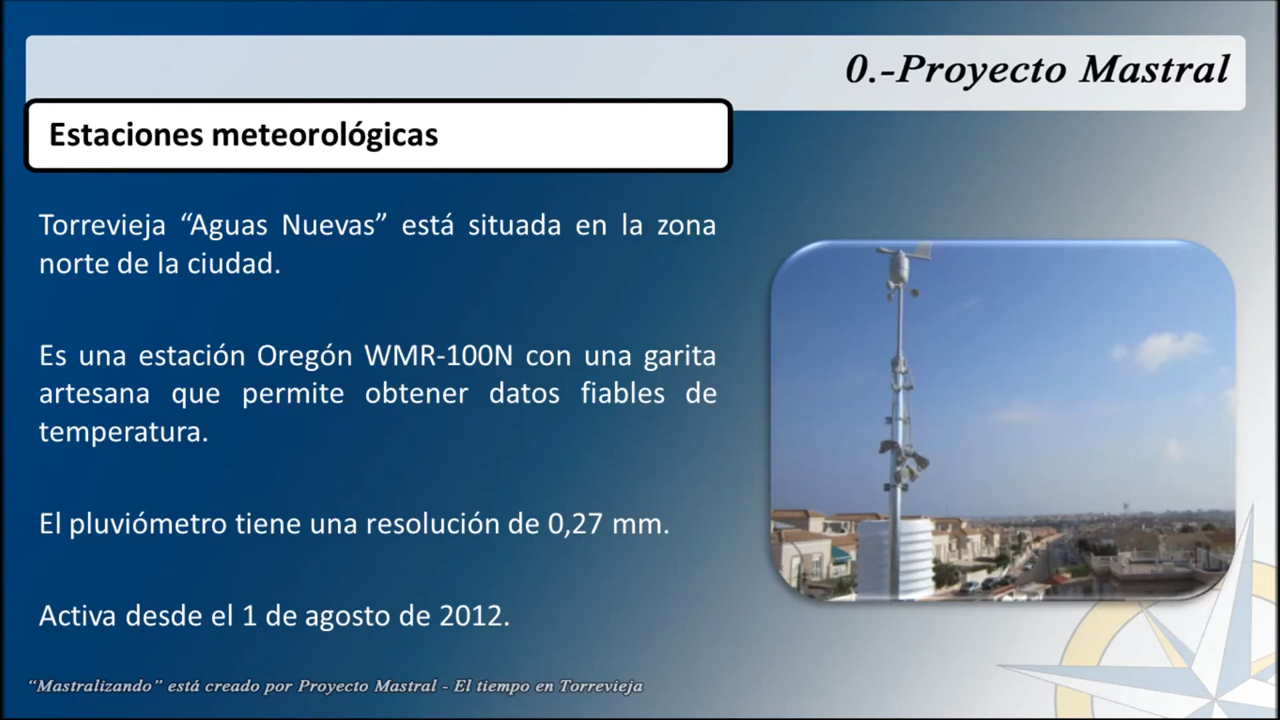 0.-Proyecto Mastral
Estaciones meteorológicas
Torrevieja “Aguas Nuevas” está situada en la zona
norte de la ciudad.
Es una estación Oregón WMR-100N con una garita
artesana que permite obtener datos fiables de
temperatura.
El pluviómetro tiene una resolución de 0,27 mm.
Activa desde el 1 de agosto de 2012.
“Mastralizando” está creado por Proyecto Mastral - El tiempo en Torrevieja